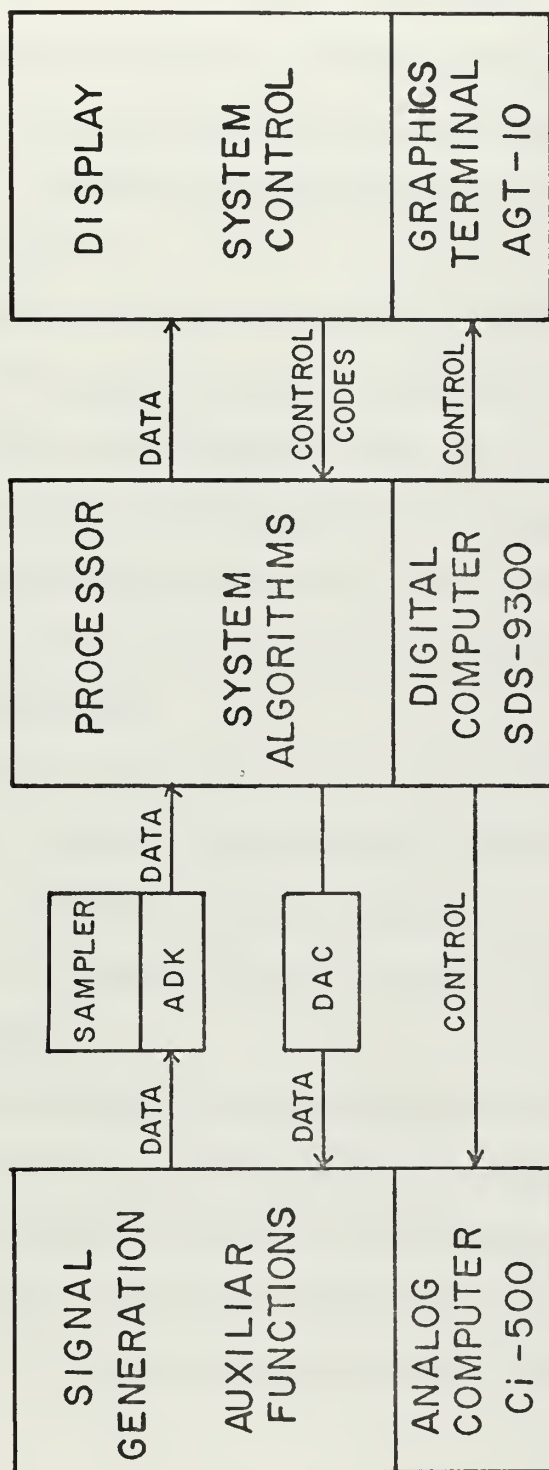 SIGNAL
GENERATION
AUXILIAR
FUNCTIONS
ANALOG
COMPUTER
Ci-500
DATA
SAMPLER
ADK
DATA
DATA
DAC
CONTROL
PROCESSOR
SYSTEM
ALGORITHMS
DIGITAL
COMPUTER
SDS-9300
DATA
CONTROL
CODES
CONTROL
DISPLAY
SYSTEM
CONTROL
GRAPHICS
TERMINAL
AGT-10